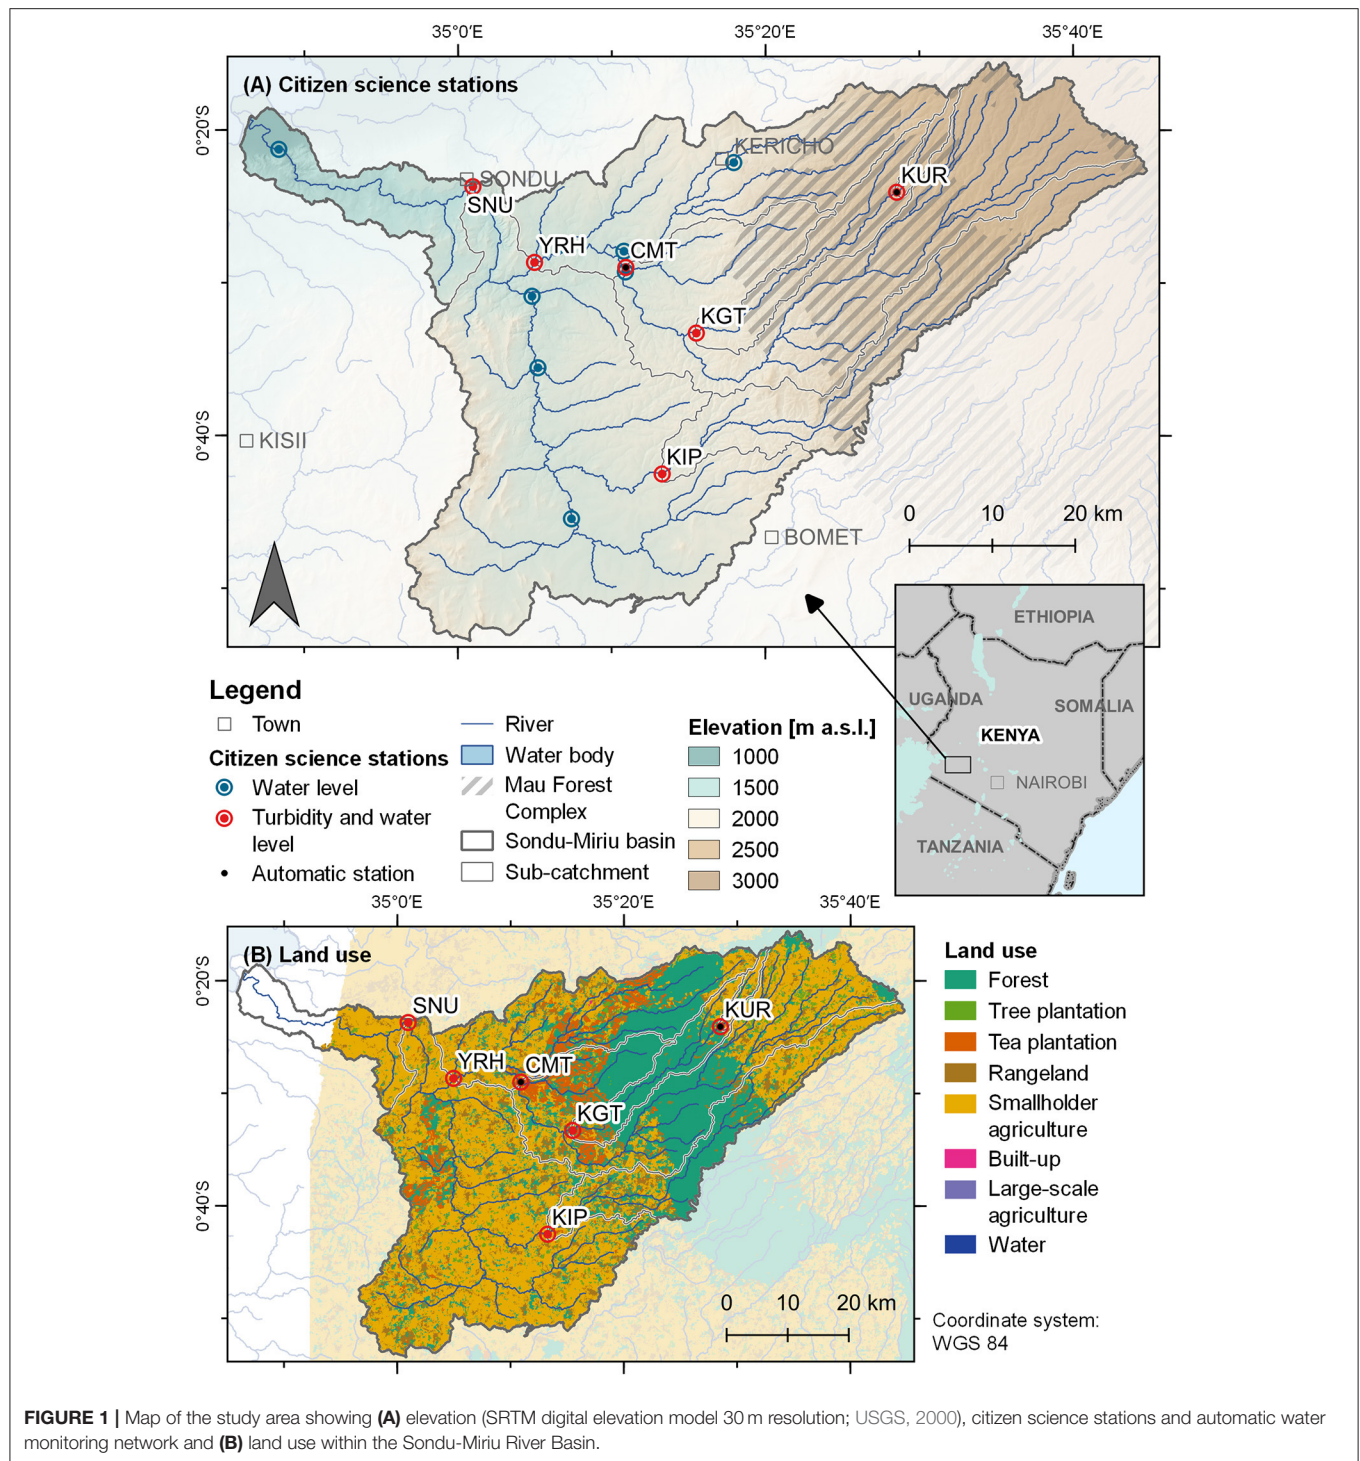 35°0′E 35°20′E 35°40′E
(A) Citizen science stations
0°20′S
KERICHO
SONDU
KUR
SNU
YRH
CMT
KGT
0°40′S
KISII
KIP
0 10 20 km
BOMET
ETHIOPIA
UGANDA
SOMALIA
KENYA
NAIROBI
TANZANIA
Legend
Town
Citizen science stations
Water level
Turbidity and water
level
Automatic station
River
Water body
Mau Forest
Complex
Sondu-Miriu basin
Sub-catchment
Elevation [m a.s.l.]
1000
1500
2000
2500
3000
35°0′E 35°20′E 35°40′E
(B) Land use
0°20′S
SNU
KUR
YRH
CMT
KGT
0°40′S
KIP
0 10 20 km
Land use
Forest
Tree plantation
Tea plantation
Rangeland
Smallholder
agriculture
Built-up
Large-scale
agriculture
Water
Coordinate system:
WGS 84
FIGURE 1 | Map of the study area showing (A) elevation (SRTM digital elevation model 30 m resolution; USGS, 2000), citizen science stations and automatic water
monitoring network and (B) land use within the Sondu-Miriu River Basin.